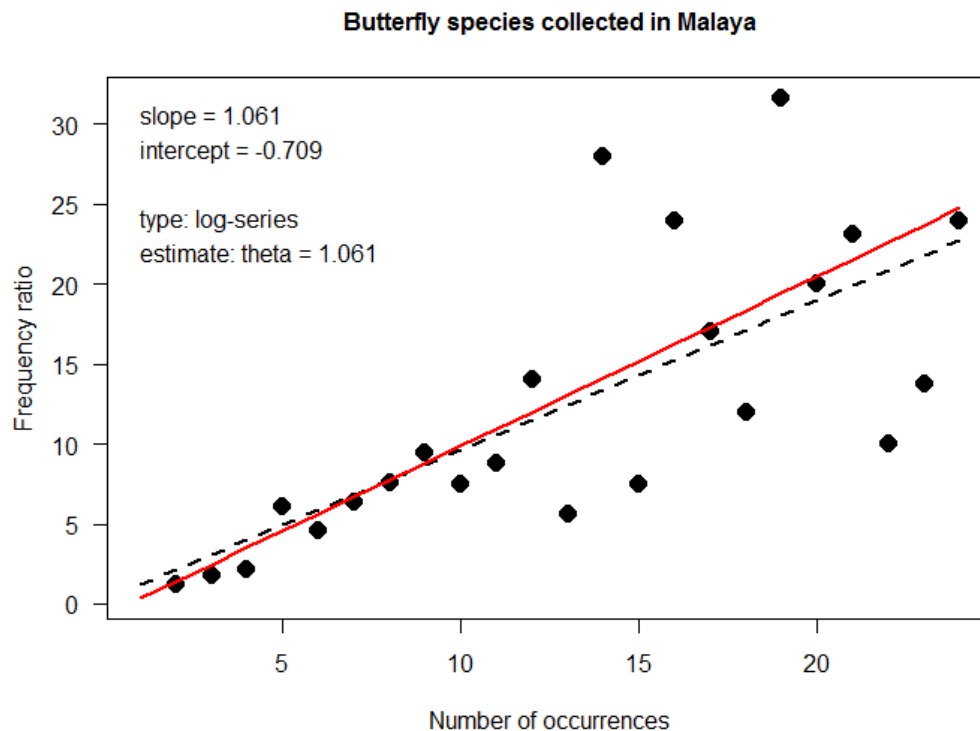 Butterfly species collected in Malaya
slope = 1.061
intercept = -0.709
type: log-series
estimate: theta = 1.061
Frequency ratio
30
25
20
15
10
5
0
5 10 15 20
Number of occurrences